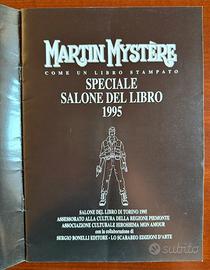 MARTIN MYSTÈRE
COME UN LIBRO STAMPATO
SPECIALE
SALONE DEL LIBRO
1995
SALONE DEL LIBRO DI TORINO 1995
ASSESSORATO ALLA CULTURA DELLA REGIONE PIEMONTE
ASSOCIAZIONE CULTURALE HIROSHIMA MON AMOUR
con la collaborazione di
SERGIO BONELLI EDITORE - LO SCARABEO EDIZIONI D'ARTE
subito